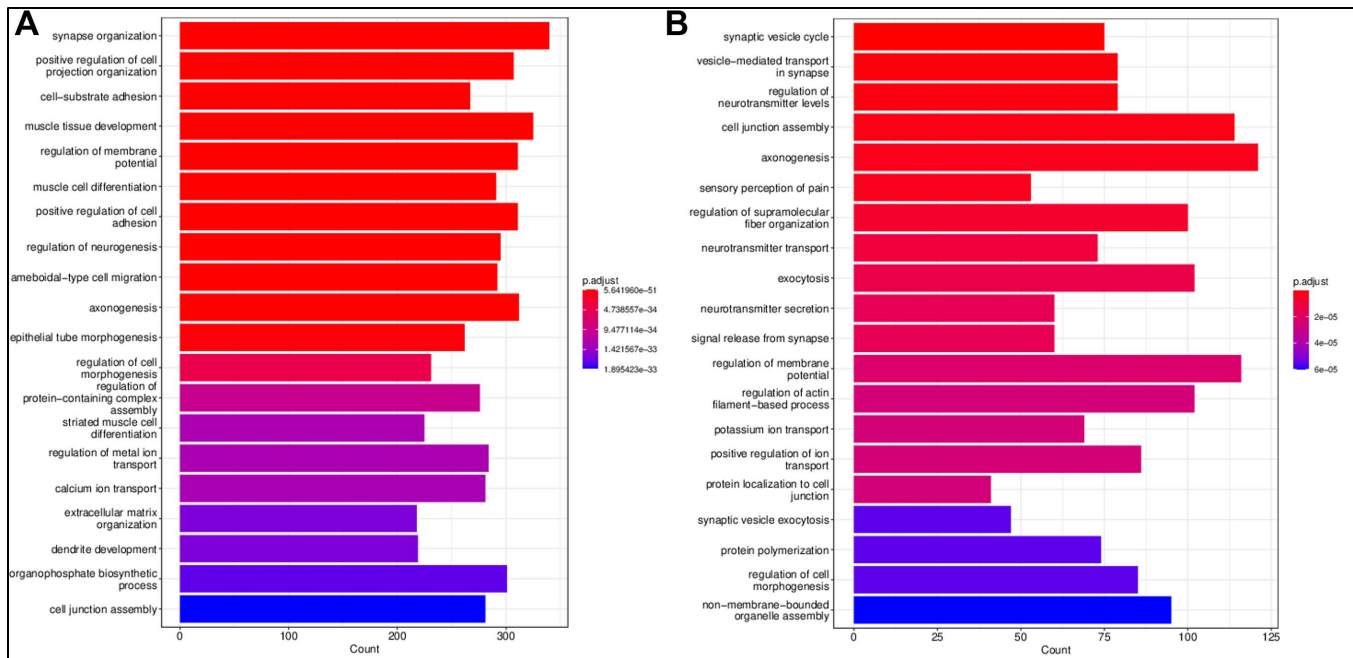 A
synapse organization
positive regulation of cell
projection organization
cell−substrate adhesion
muscle tissue development
regulation of membrane
potential
muscle cell differentiation
positive regulation of cell
adhesion
regulation of neurogenesis
ameboidal−type cell migration
axonogenesis
epithelial tube morphogenesis
regulation of cell
morphogenesis
regulation of
protein−containing complex
assembly
striated muscle cell
differentiation
regulation of metal ion
transport
calcium ion transport
extracellular matrix
organization
dendrite development
organophosphate biosynthetic
process
cell junction assembly
0 100 200 300
Count
p.adjust
5.641960e−51
4.738557e−34
9.477114e−34
1.421567e−33
1.895423e−33
B
synaptic vesicle cycle
vesicle−mediated transport
in synapse
regulation of
neurotransmitter levels
cell junction assembly
axonogenesis
sensory perception of pain
regulation of supramolecular
fiber organization
neurotransmitter transport
exocytosis
neurotransmitter secretion
signal release from synapse
regulation of membrane
potential
regulation of actin
filament−based process
potassium ion transport
positive regulation of ion
transport
protein localization to cell
junction
synaptic vesicle exocytosis
protein polymerization
regulation of cell
morphogenesis
non−membrane−bounded
organelle assembly
0 25 50 75 100 125
Count
p.adjust
2e−05
4e−05
6e−05